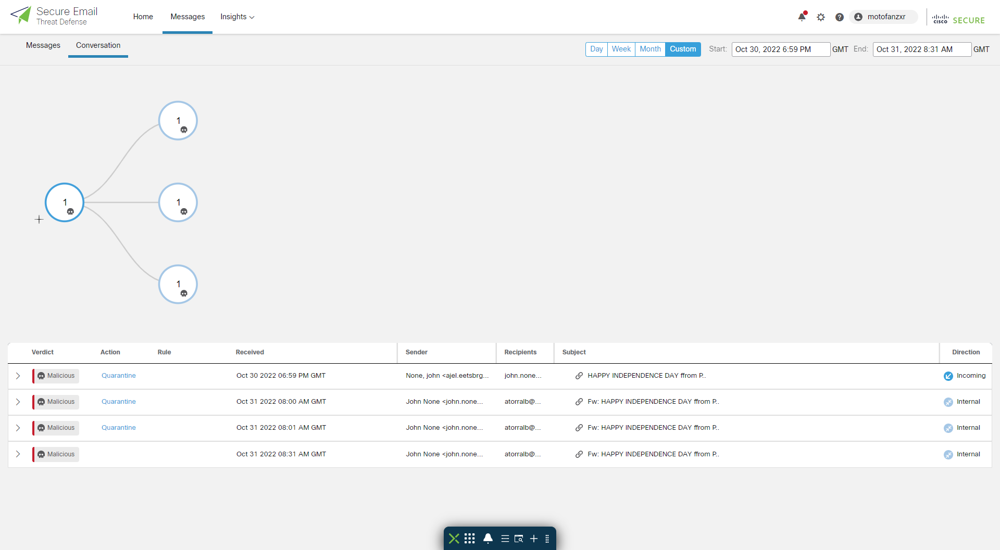 Secure Email
Threat Defense
Home Messages Insights
motofanzxr
cisco SECURE
Messages Conversation
Day Week Month Custom Start: Oct 30, 2022 6:59 PM GMT End: Oct 31, 2022 8:31 AM GMT
1
1
1
1
Verdict Action Rule Received Sender Recipients Subject Direction
Malicious Quarantine Oct 30 2022 06:59 PM GMT None, john <ajel.eetsbrg... john.none... HAPPY INDEPENDENCE DAY ffrom P.. Incoming
Malicious Quarantine Oct 31 2022 08:00 AM GMT John None <john.none... atorralb@... Fw: HAPPY INDEPENDENCE DAY ffrom P.. Internal
Malicious Quarantine Oct 31 2022 08:01 AM GMT John None <john.none... atorralb@... Fw: HAPPY INDEPENDENCE DAY ffrom P.. Internal
Malicious Oct 31 2022 08:31 AM GMT John None <john.none... atorralb@... Fw: HAPPY INDEPENDENCE DAY ffrom P.. Internal